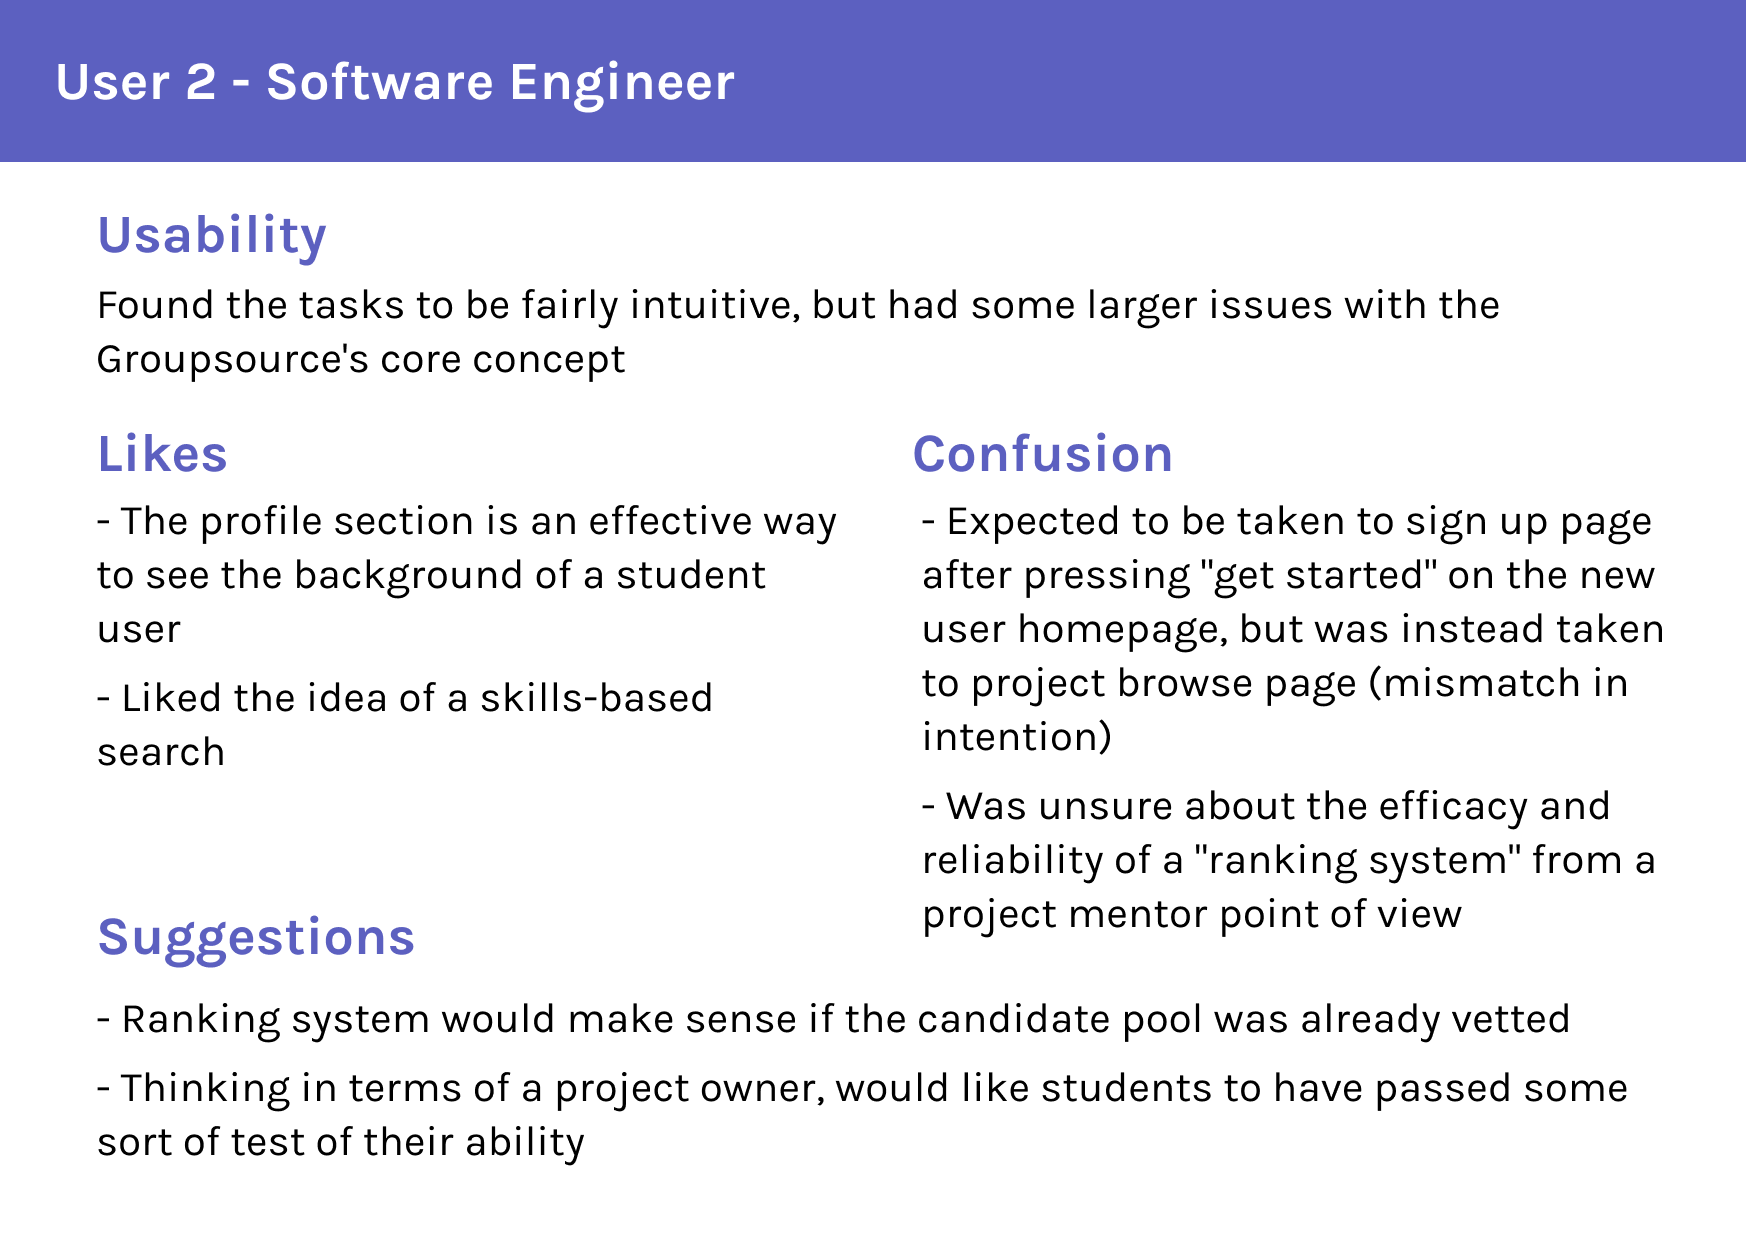 User 2 - Software Engineer
Usability
Found the tasks to be fairly intuitive, but had some larger issues with the
Groupsource's core concept
Likes
- The profile section is an effective way
to see the background of a student
user
- Liked the idea of a skills-based
search
Confusion
- Expected to be taken to sign up page
after pressing "get started" on the new
user homepage, but was instead taken
to project browse page (mismatch in
intention)
- Was unsure about the efficacy and
reliability of a "ranking system" from a
project mentor point of view
Suggestions
- Ranking system would make sense if the candidate pool was already vetted
- Thinking in terms of a project owner, would like students to have passed some
sort of test of their ability